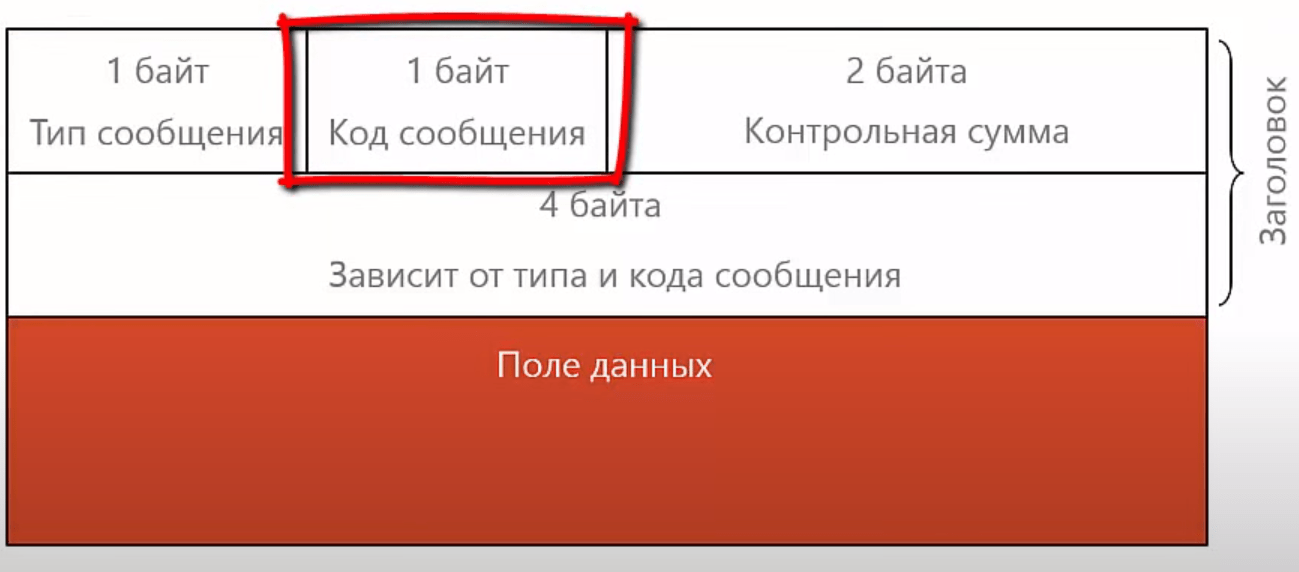 1 байт
Тип сообщения
1 байт
Код сообщения
2 байта
Контрольная сумма
4 байта
Зависит от типа и кода сообщения
Заголовок
Поле данных